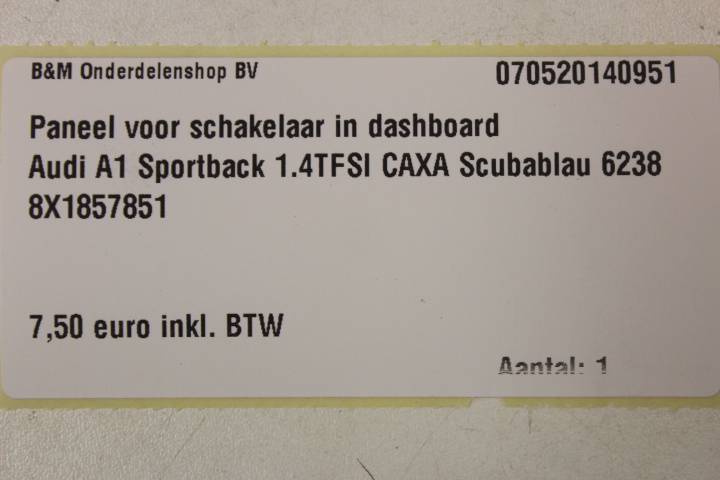 B&M Onderdelenshop BV 070520140951
Paneel voor schakelaar in dashboard
Audi A1 Sportback 1.4TFSI CAXA Scubablau 6238
8X1857851
7,50 euro inkl. BTW
Aantal: 1